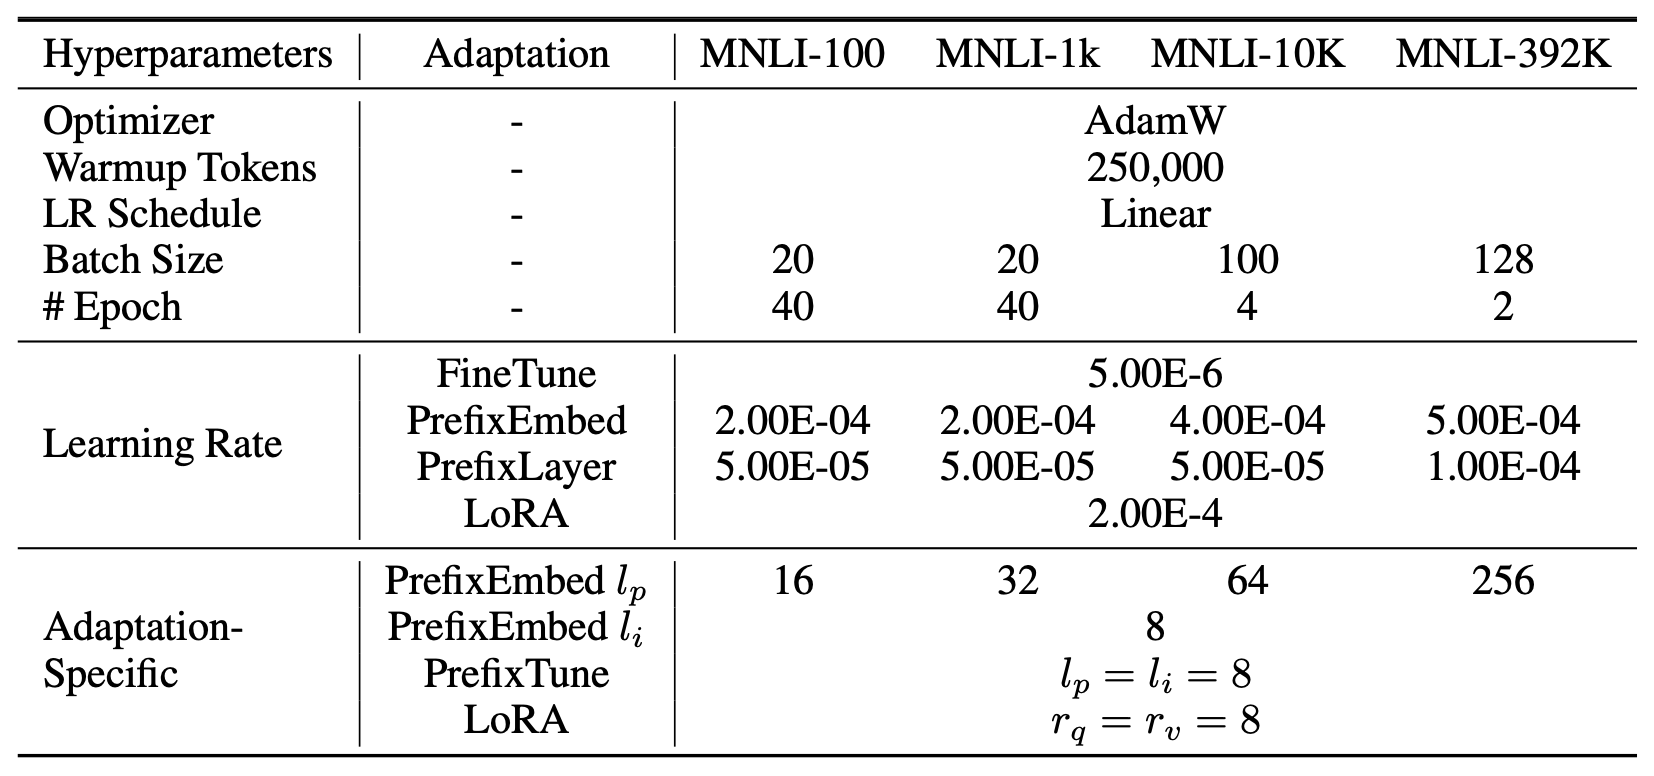 Hyperparameters Adaptation MNLI-100 MNLI-1k MNLI-10K MNLI-392K
Optimizer - AdamW
Warmup Tokens - 250,000
LR Schedule - Linear
Batch Size - 20 20 100 128
# Epoch - 40 40 4 2
Learning Rate
FineTune 5.00E-6
PrefixEmbed 2.00E-04 2.00E-04 4.00E-04 5.00E-04
PrefixLayer 5.00E-05 5.00E-05 5.00E-05 1.00E-04
LoRA 2.00E-4
Adaptation-
Specific
PrefixEmbed l_p 16 32 64 256
PrefixEmbed l_i 8
PrefixTune l_p = l_i = 8
LoRA r_q = r_v = 8